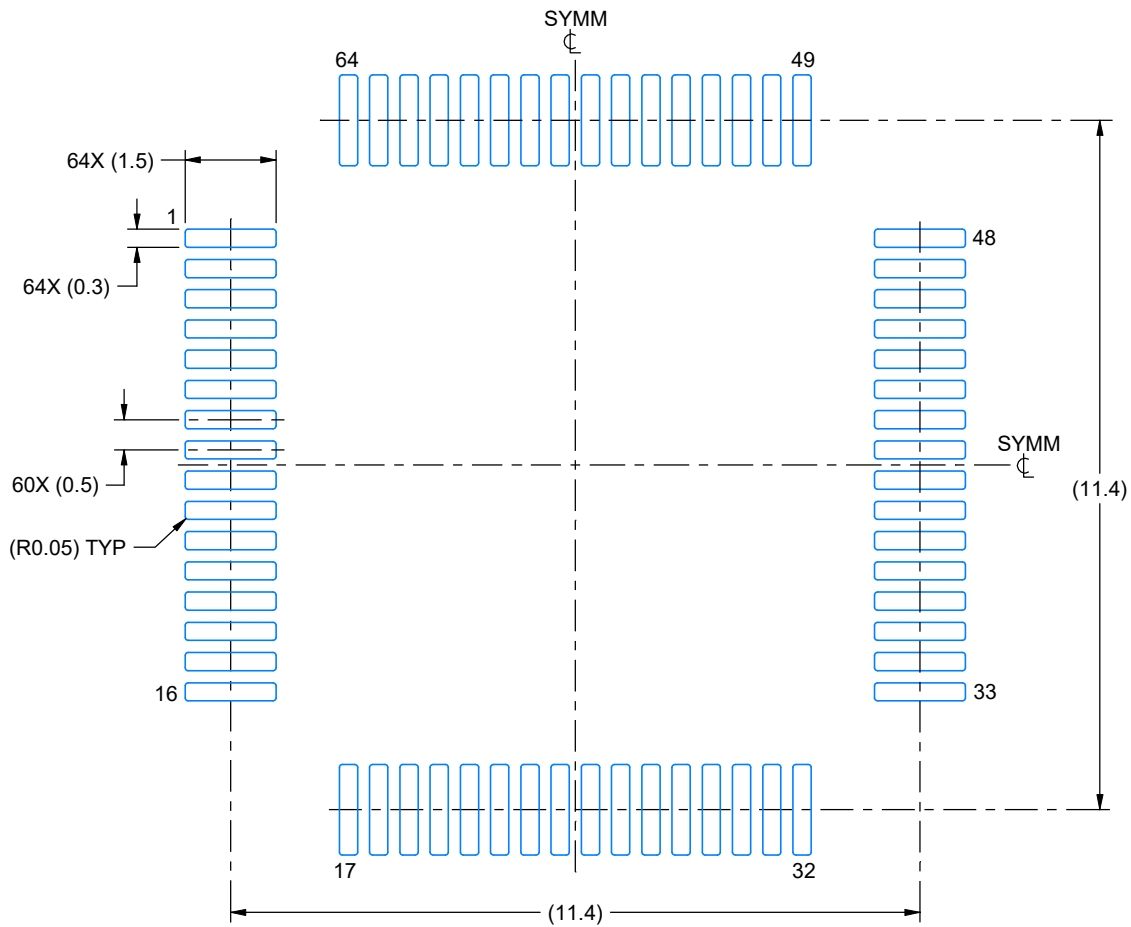 SYMM
℄
64
49
64X (1.5)
1
48
64X (0.3)
SYMM
℄
60X (0.5)
(11.4)
(R0.05) TYP
16
33
17
32
(11.4)